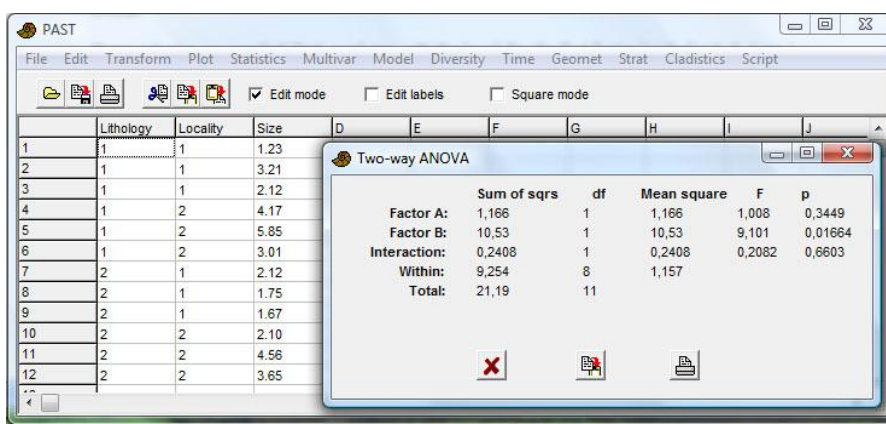 PAST
File Edit Transform Plot Statistics Multivar Model Diversity Time Geomet Strat Cladistics Script
Edit mode Edit labels Square mode
Lithology Locality Size D E F G H I J
1 1 1 1.23
2 1 1 3.21
3 1 1 2.12
4 1 2 4.17
5 1 2 5.85
6 1 2 3.01
7 2 1 2.12
8 2 1 1.75
9 2 1 1.67
10 2 2 2.10
11 2 2 4.56
12 2 2 3.65
Two-way ANOVA
Sum of sqrs df Mean square F p
Factor A: 1,166 1 1,166 1,008 0,3449
Factor B: 10,53 1 10,53 9,101 0,01664
Interaction: 0,2408 1 0,2408 0,2082 0,6603
Within: 9,254 8 1,157
Total: 21,19 11